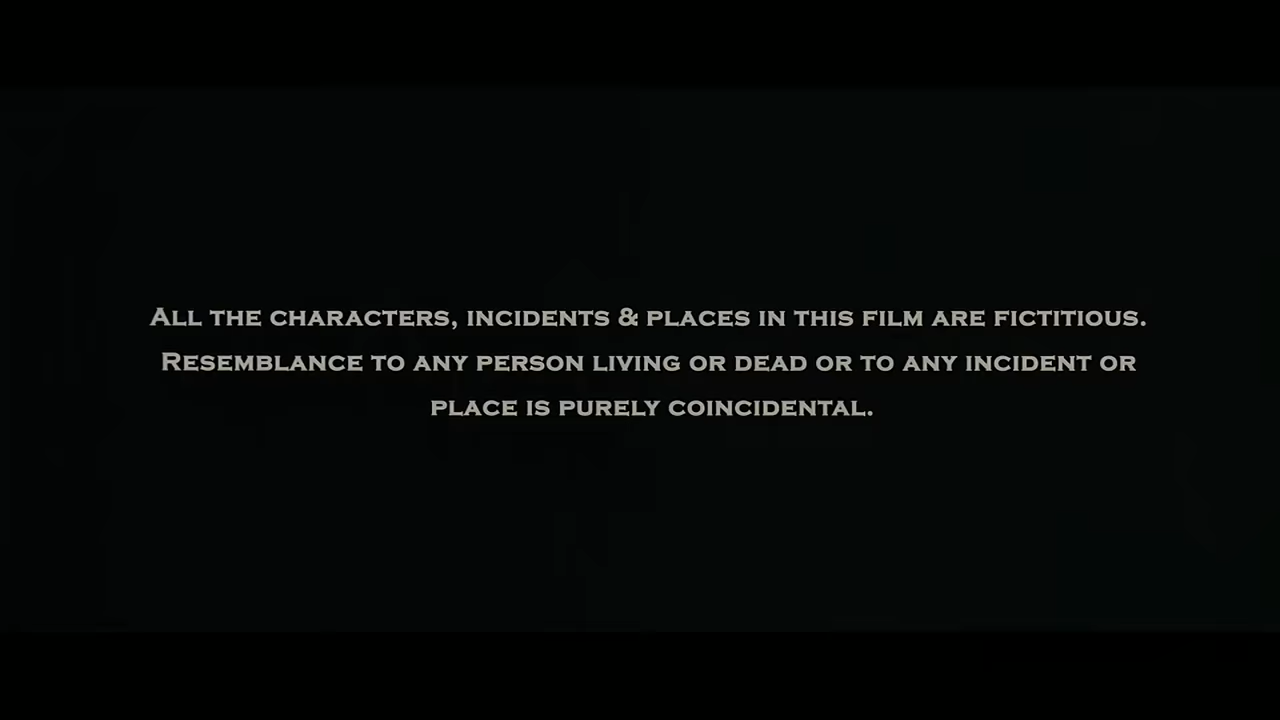 All the characters, incidents & places in this film are fictitious.
Resemblance to any person living or dead or to any incident or
place is purely coincidental.